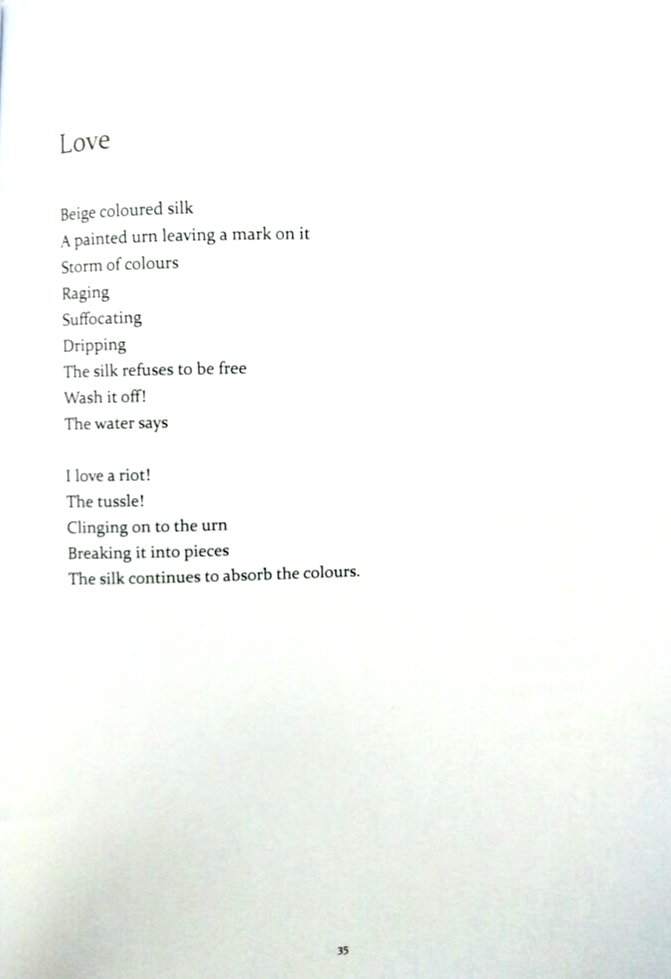 Love
Beige coloured silk
A painted urn leaving a mark on it
Storm of colours
Raging
Suffocating
Dripping
The silk refuses to be free
Wash it off!
The water says
I love a riot!
The tussle!
Clinging on to the urn
Breaking it into pieces
The silk continues to absorb the colours.
35